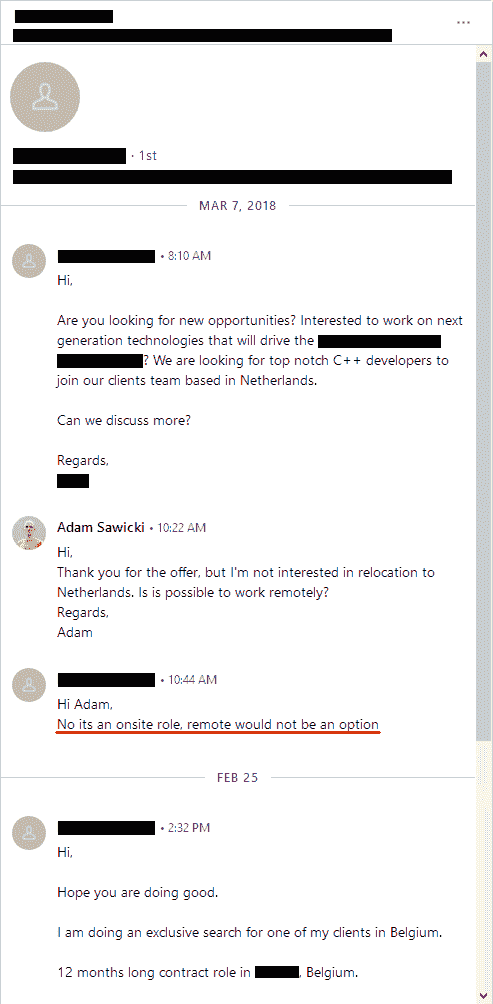 ...
· 1st
MAR 7, 2018
• 8:10 AM
Hi,
Are you looking for new opportunities? Interested to work on next
generation technologies that will drive the
? We are looking for top notch C++ developers to
join our clients team based in Netherlands.
Can we discuss more?
Regards,
Adam Sawicki • 10:22 AM
Hi,
Thank you for the offer, but I'm not interested in relocation to
Netherlands. Is is possible to work remotely?
Regards,
Adam
• 10:44 AM
Hi Adam,
No its an onsite role, remote would not be an option
FEB 25
• 2:32 PM
Hi,
Hope you are doing good.
I am doing an exclusive search for one of my clients in Belgium.
12 months long contract role in , Belgium.